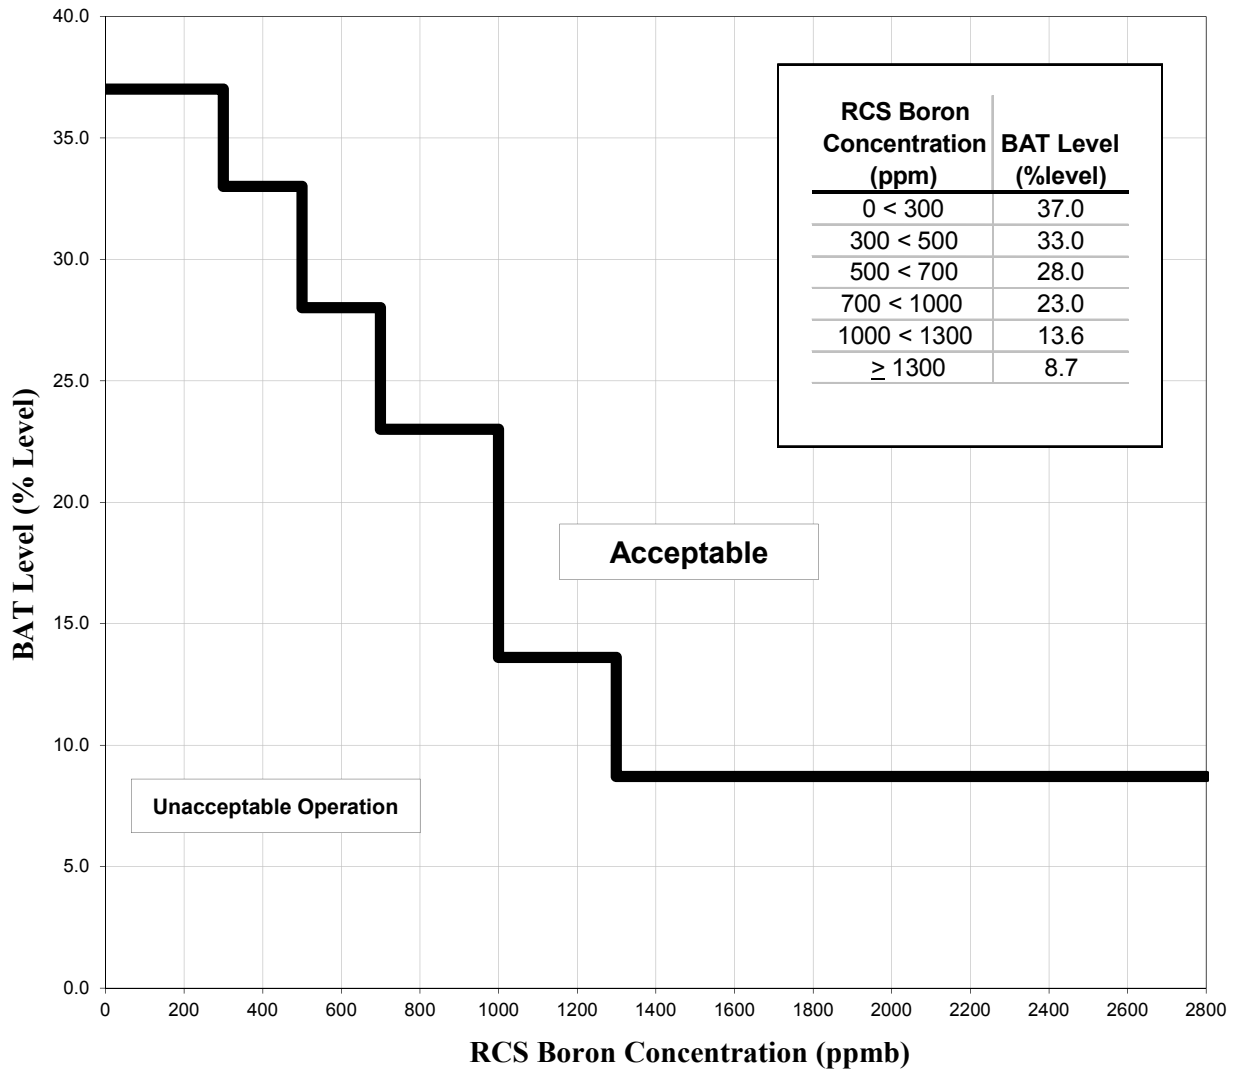 40.0
35.0
30.0
25.0
20.0
15.0
10.0
5.0
0.0
BAT Level (% Level)
RCS Boron
Concentration
(ppm)
BAT Level
(%level)
0 < 300 37.0
300 < 500 33.0
500 < 700 28.0
700 < 1000 23.0
1000 < 1300 13.6
≥ 1300 8.7
Acceptable
Unacceptable Operation
0 200 400 600 800 1000 1200 1400 1600 1800 2000 2200 2400 2600 2800
RCS Boron Concentration (ppmb)